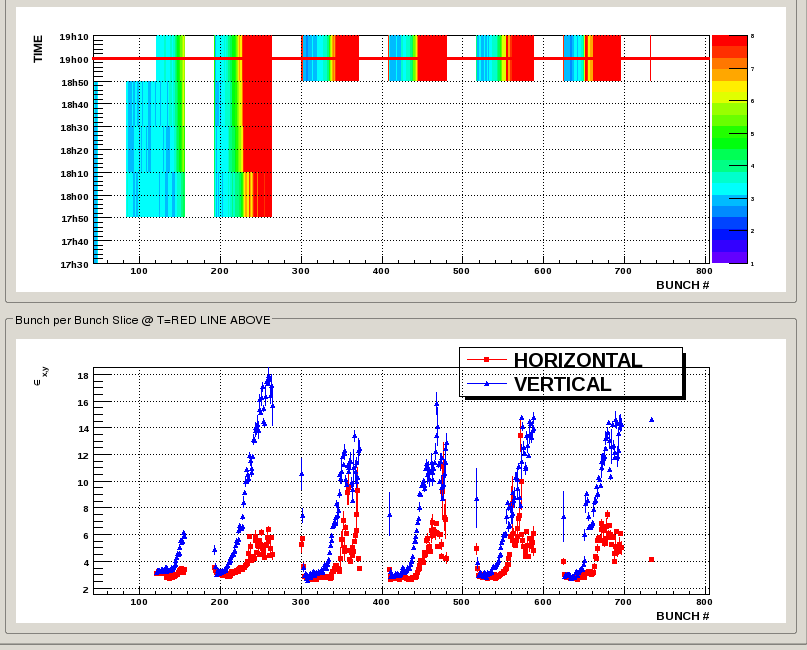 TIME
19h10
19h00
18h50
18h40
18h30
18h20
18h10
18h00
17h50
17h40
17h30
8
7
6
5
4
3
2
1
100 200 300 400 500 600 700 800
BUNCH #
Bunch per Bunch Slice @ T=RED LINE ABOVE
∈ x,y
HORIZONTAL
VERTICAL
18
16
14
12
10
8
6
4
2
100 200 300 400 500 600 700 800
BUNCH #